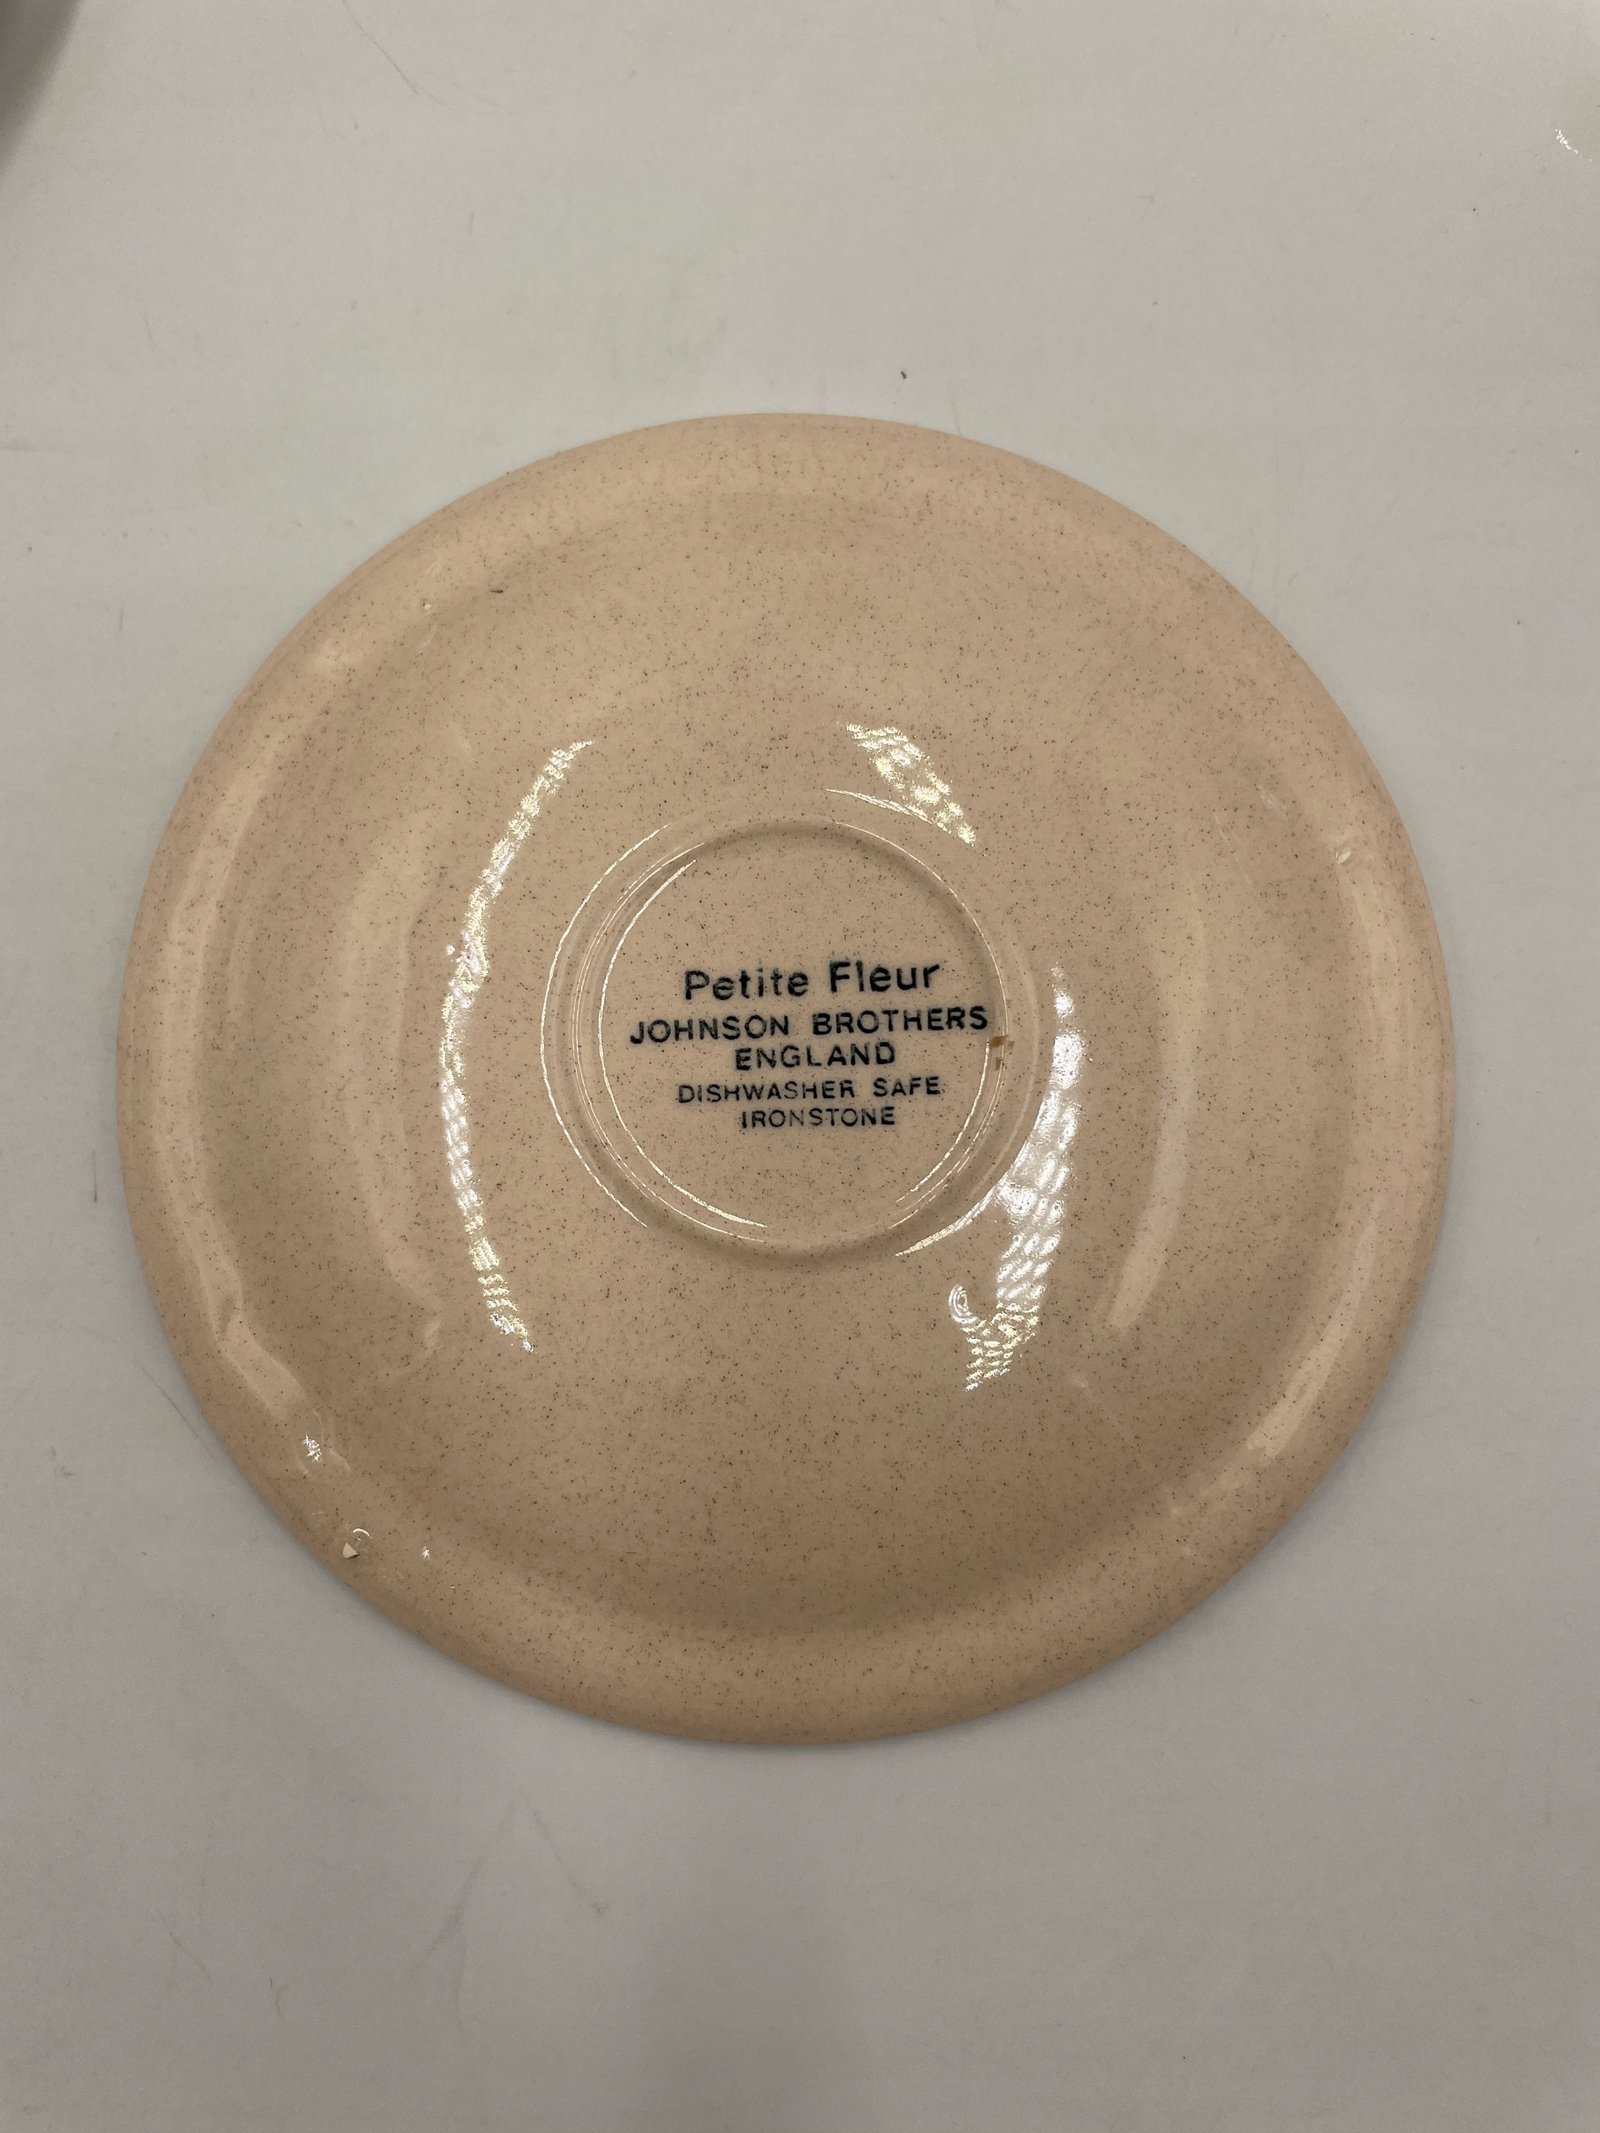 Petite Fleur
JOHNSON BROTHERS
ENGLAND
DISHWASHER SAFE
IRONSTONE